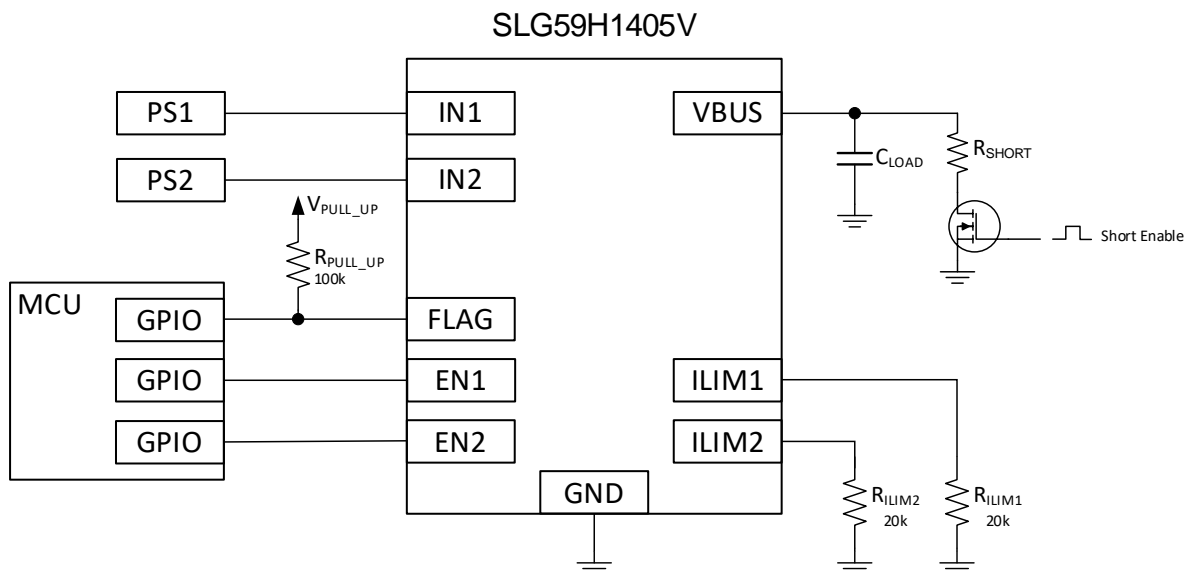 SLG59H1405V
PS1
IN1
VBUS
PS2
IN2
CLOAD
RSHORT
VPULL_UP
Short Enable
RPULL_UP
100k
MCU
GPIO
FLAG
GPIO
EN1
ILIM1
GPIO
EN2
ILIM2
GND
RILIM2
20k
RILIM1
20k